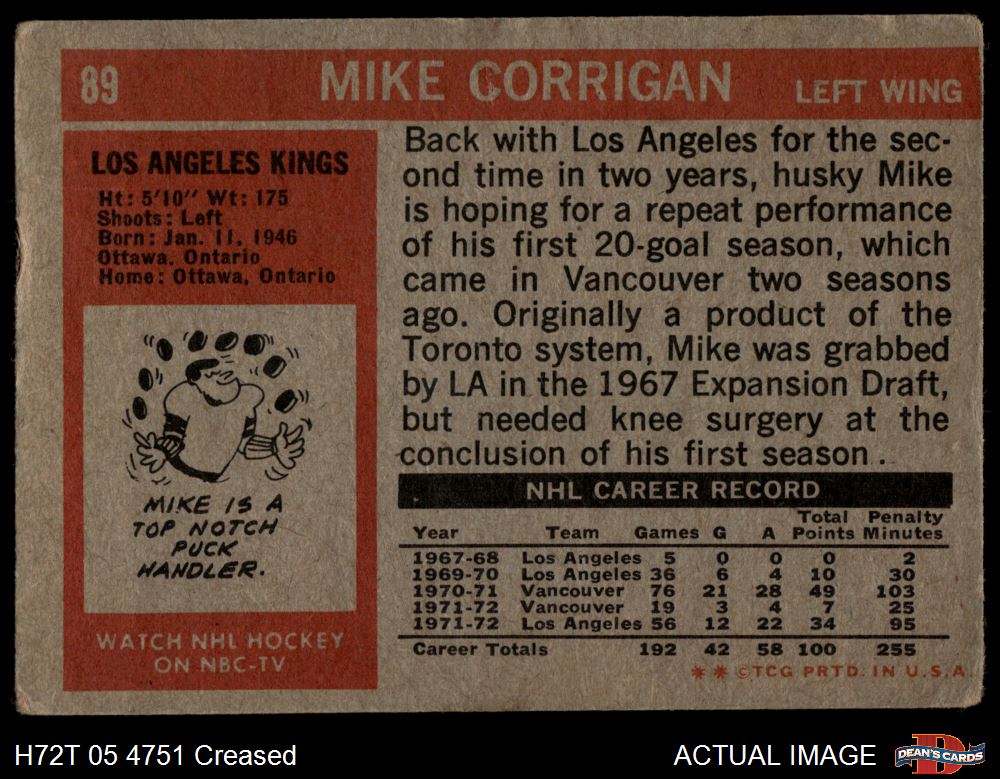 89 MIKE CORRIGAN LEFT WING
LOS ANGELES KINGS
Ht: 5'10" Wt: 175
Shoots: Left
Born: Jan. 11, 1946
Ottawa, Ontario
Home: Ottawa, Ontario
MIKE IS A
TOP NOTCH
PUCK
HANDLER.
WATCH NHL HOCKEY
ON NBC-TV
Back with Los Angeles for the sec-
ond time in two years, husky Mike
is hoping for a repeat performance
of his first 20-goal season, which
came in Vancouver two seasons
ago. Originally a product of the
Toronto system, Mike was grabbed
by LA in the 1967 Expansion Draft,
but needed knee surgery at the
conclusion of his first season.
NHL CAREER RECORD
Total Penalty
Year Team Games G A Points Minutes
1967-68 Los Angeles 5 0 0 0 2
1969-70 Los Angeles 36 6 4 10 30
1970-71 Vancouver 76 21 28 49 103
1971-72 Vancouver 19 3 4 7 25
1971-72 Los Angeles 56 12 22 34 95
Career Totals 192 42 58 100 255
** ©TCG PRTD. IN U.S.A.
H72T 05 4751 Creased ACTUAL IMAGE DEAN'S CARDS